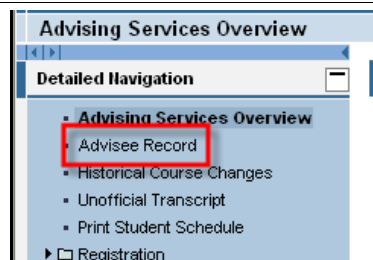 Advising Services Overview
Detailed Navigation
Advising Services Overview
Advisee Record
Historical Course Changes
Unofficial Transcript
Print Student Schedule
Registration